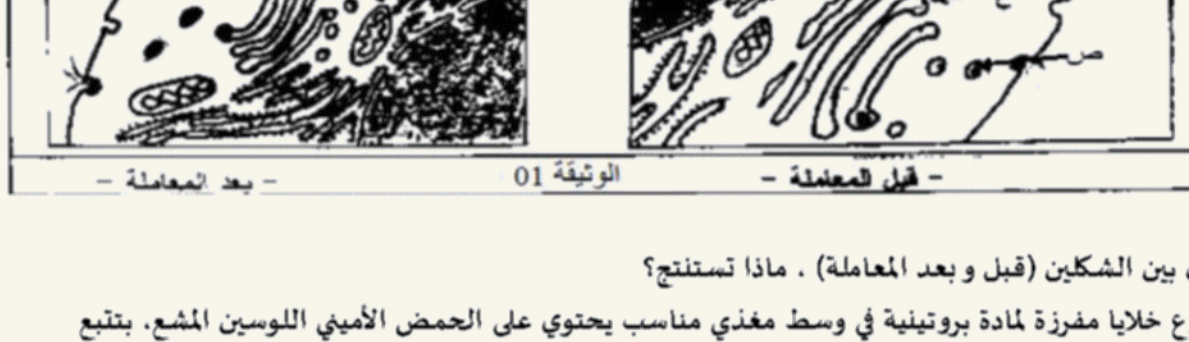 ص
- قبل المعاملة - الوثيقة 01 - بعد المعاملة -
بين الشكلين (قبل و بعد المعاملة) . ماذا تستنتج؟
ع خلايا مفرزة لمادة بروتينية في وسط مغذي مناسب يحتوي على الحمض الأميني اللوسين المشع. بتتبع